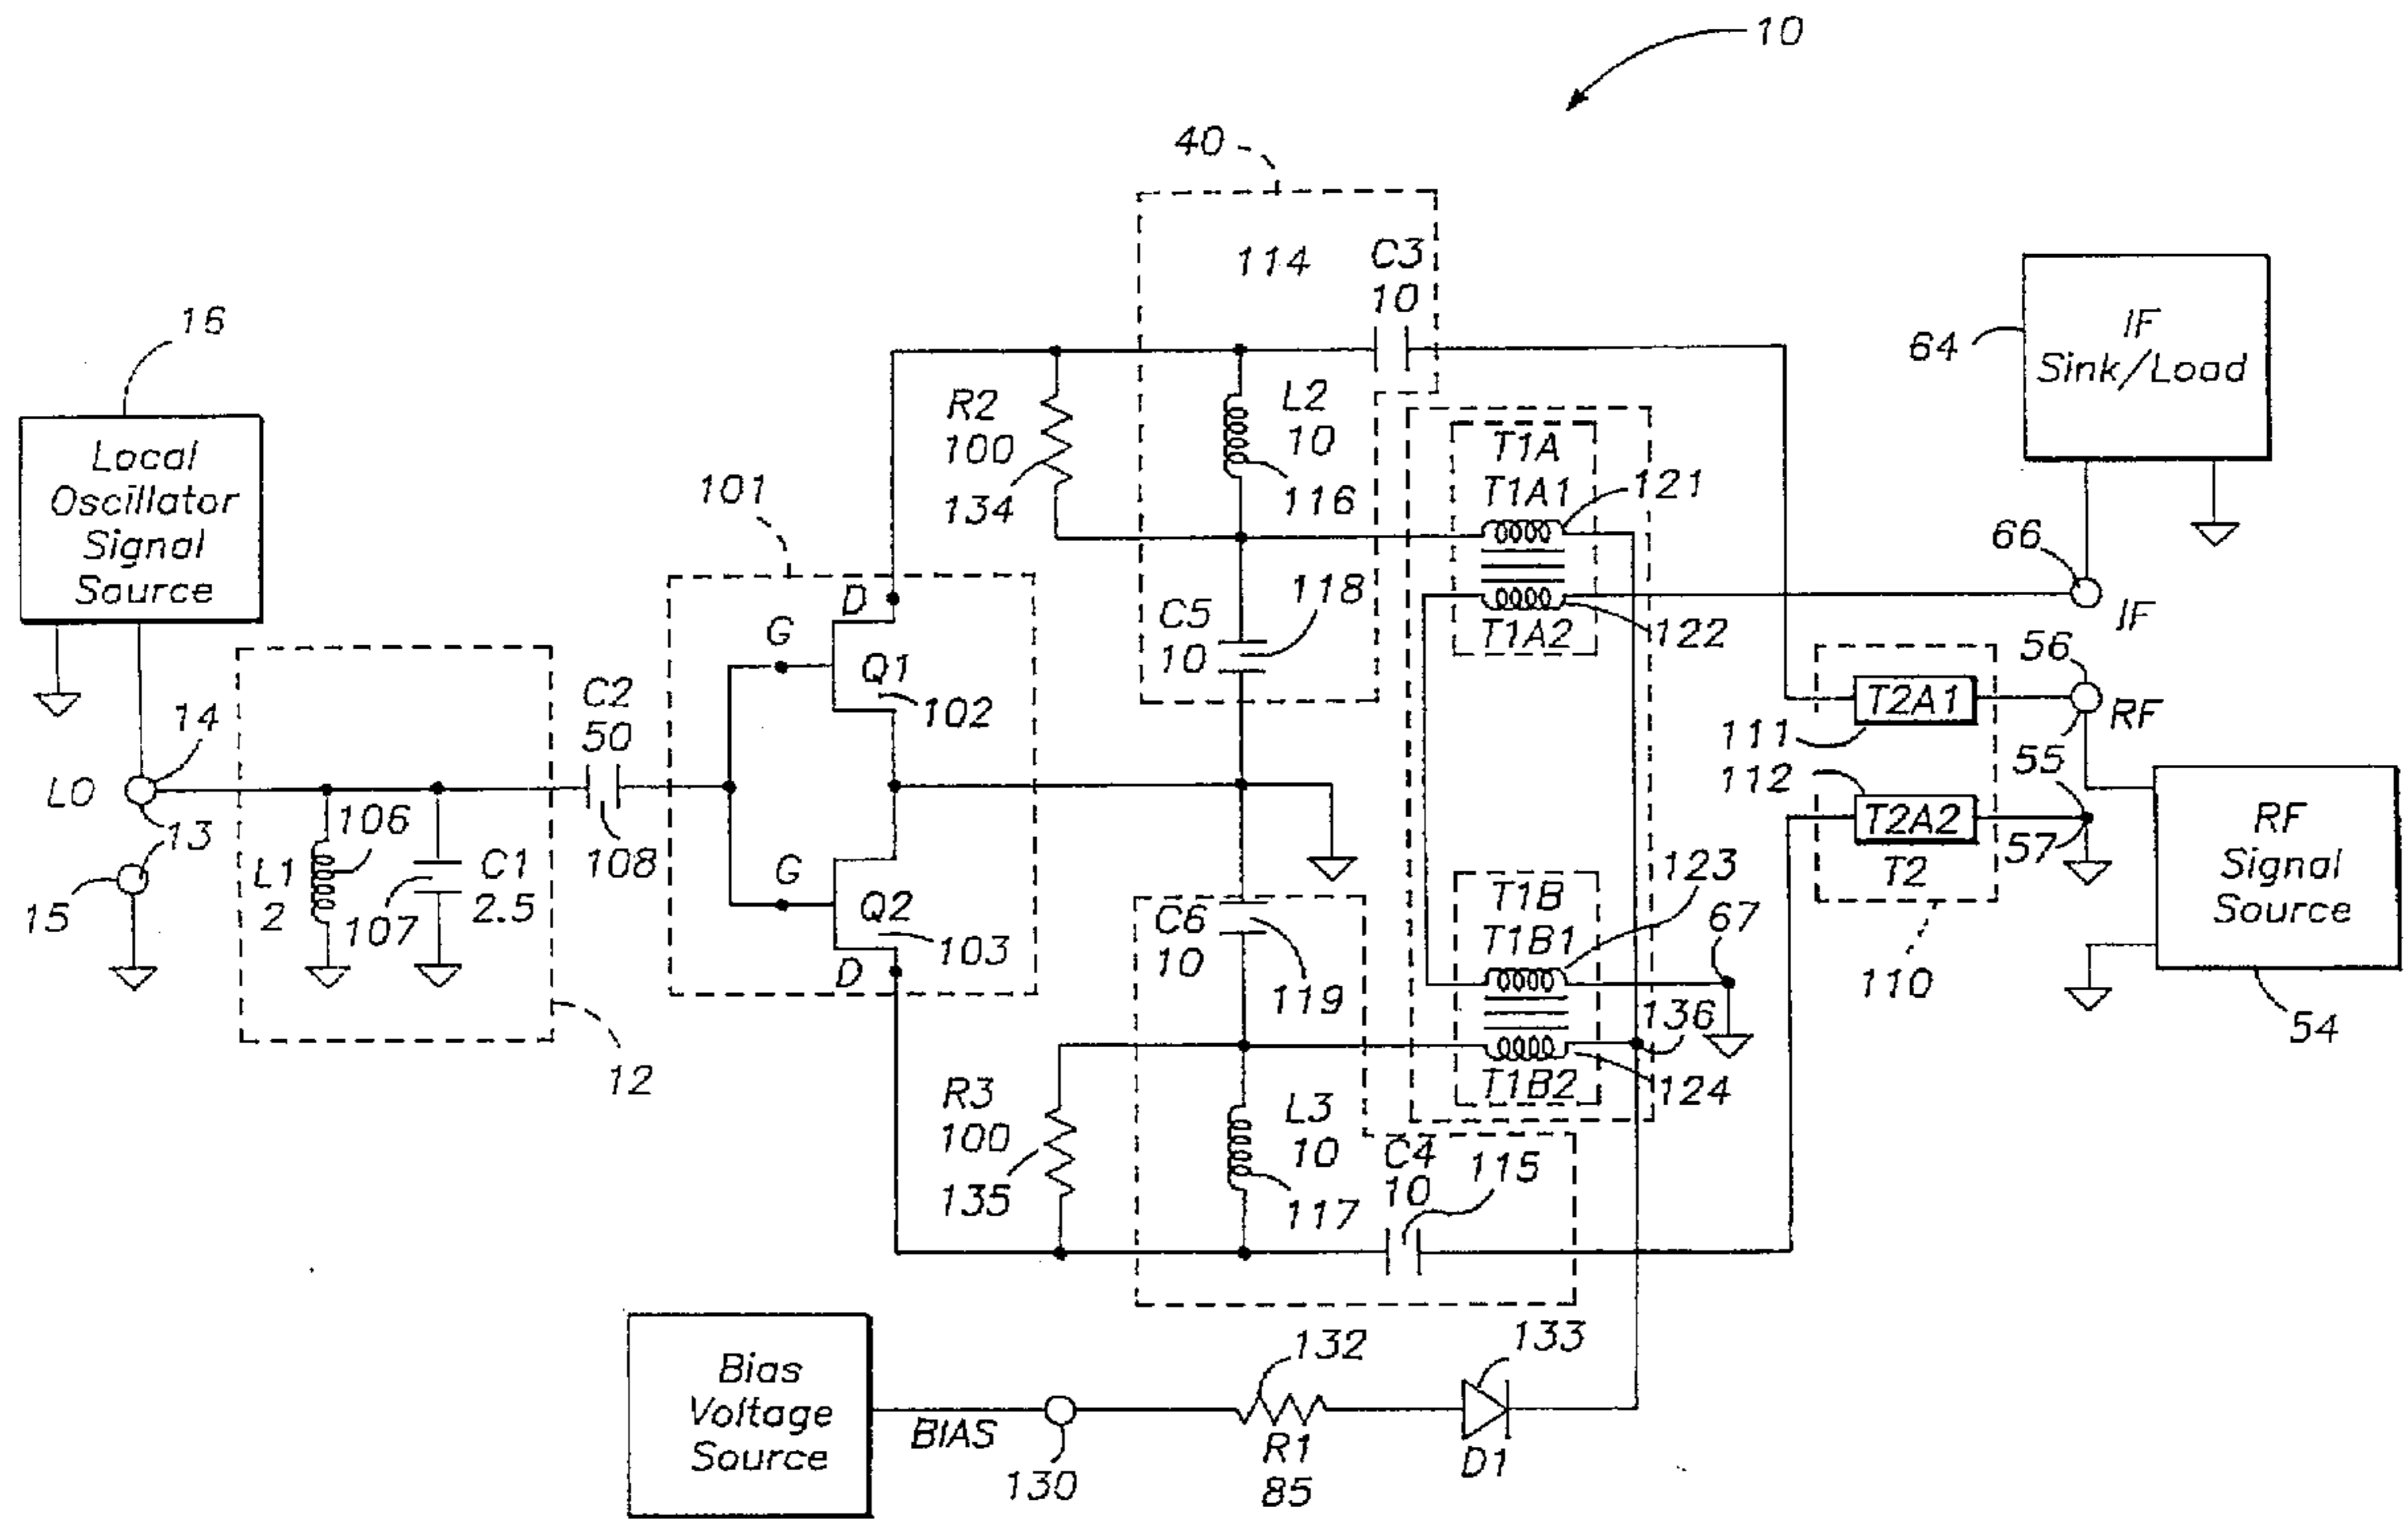 10
40
114
C3
10
16
Local
Oscillator
Signal
Source
IF
Sink/Load
64
R2
100
134
L2
10
116
T1A
T1A1
121
101
66
IF
C5
10
118
T1A2
122
D
G
Q1
102
56
T2A1
RF
111
55
14
C2
50
LO
112
T2A2
57
T2
13
106
107
L1
2
C1
2.5
108
15
RF
Signal
Source
G
Q2
103
D
C6
10
119
T1B
T1B1
123
67
110
136
54
T1B2
124
12
R3
100
135
L3
10
117
C4
10
115
Bias
Voltage
Source
BIAS
130
132
R1
85
133
D1